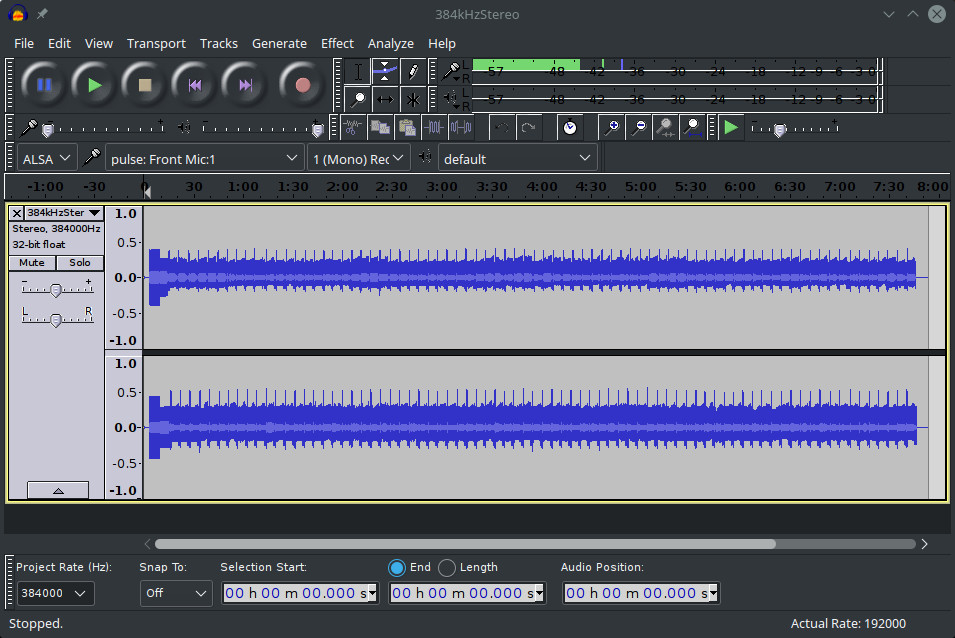 384kHzStereo
File Edit View Transport Tracks Generate Effect Analyze Help
L
R
-57 -48 -42 -36 -30 -24 -18 -12 -9 -6 -3 0
L
R
-57 -48 -42 -36 -30 -24 -18 -12 -9 -6 -3 0
- + - +
- +
ALSA pulse: Front Mic:1 1 (Mono) Rec default
-1:00 -30 0 30 1:00 1:30 2:00 2:30 3:00 3:30 4:00 4:30 5:00 5:30 6:00 6:30 7:00 7:30 8:00
384kHzSter
Stereo, 384000Hz
32-bit float
Mute Solo
- +
L R
1.0
0.5
0.0
-0.5
-1.0
1.0
0.5
0.0
-0.5
-1.0
Project Rate (Hz): Snap To: Selection Start: End Length Audio Position:
384000 Off 00 h 00 m 00.000 s 00 h 00 m 00.000 s 00 h 00 m 00.000 s
Stopped. Actual Rate: 192000